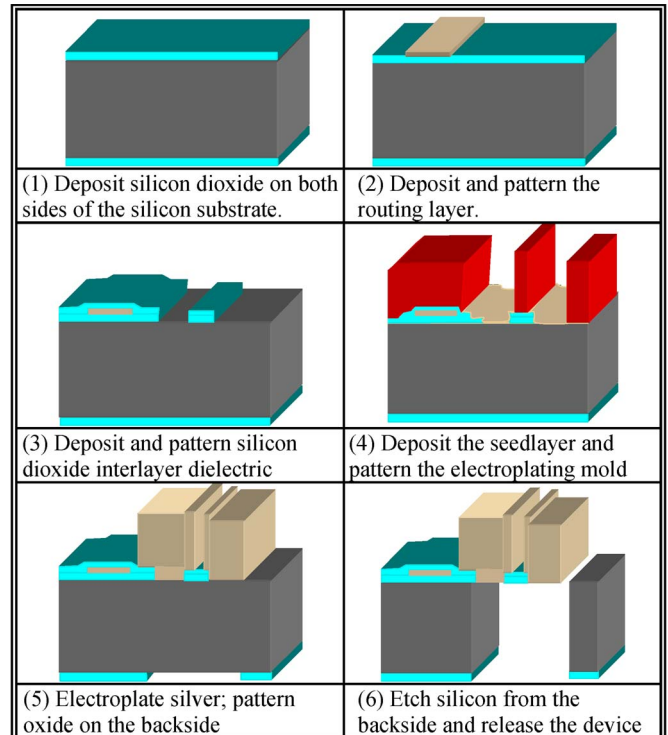 (1) Deposit silicon dioxide on both
sides of the silicon substrate.
(2) Deposit and pattern the
routing layer.
(3) Deposit and pattern silicon
dioxide interlayer dielectric
(4) Deposit the seedlayer and
pattern the electroplating mold
(5) Electroplate silver; pattern
oxide on the backside
(6) Etch silicon from the
backside and release the device